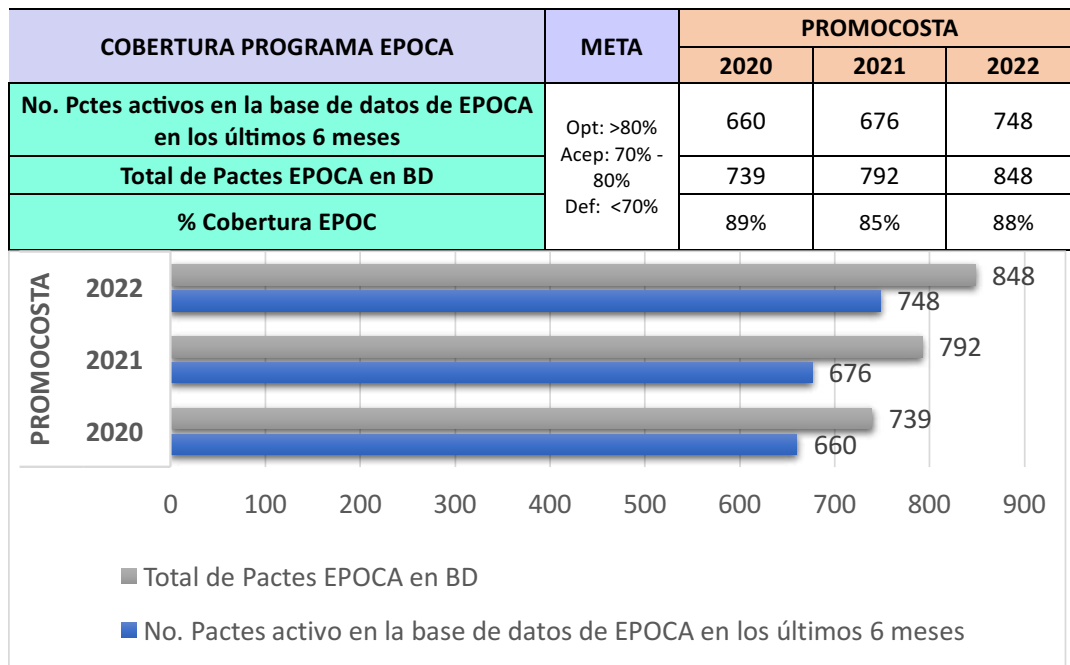 COBERTURA PROGRAMA EPOCA
META
PROMOCOSTA
2020 2021 2022
No. Pctes activos en la base de datos de EPOCA
en los últimos 6 meses
Opt: >80%
Acep: 70% -
80%
Def: <70%
660 676 748
Total de Pactes EPOCA en BD
739 792 848
% Cobertura EPOC
89% 85% 88%
PROMOCOSTA
2022
848
748
2021
792
676
2020
739
660
0 100 200 300 400 500 600 700 800 900
Total de Pactes EPOCA en BD
No. Pactes activo en la base de datos de EPOCA en los últimos 6 meses